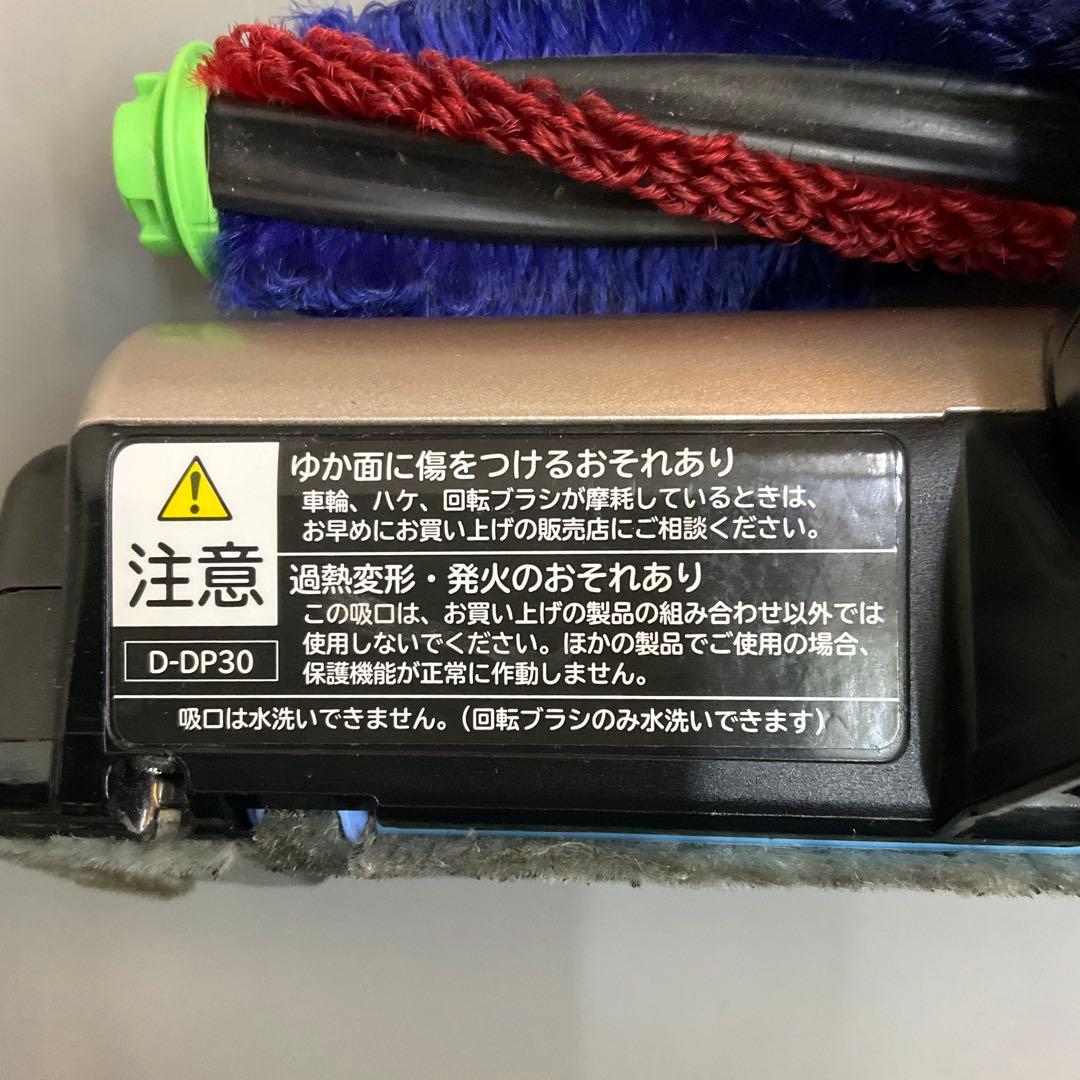 注意
D-DP30
ゆか面に傷をつけるおそれあり
車輪、ハケ、回転ブラシが摩耗しているときは、
お早めにお買い上げの販売店にご相談ください。
過熱変形・発火のおそれあり
この吸口は、お買い上げの製品の組み合わせ以外では
使用しないでください。ほかの製品でご使用の場合、
保護機能が正常に作動しません。
吸口は水洗いできません。(回転ブラシのみ水洗いできます)